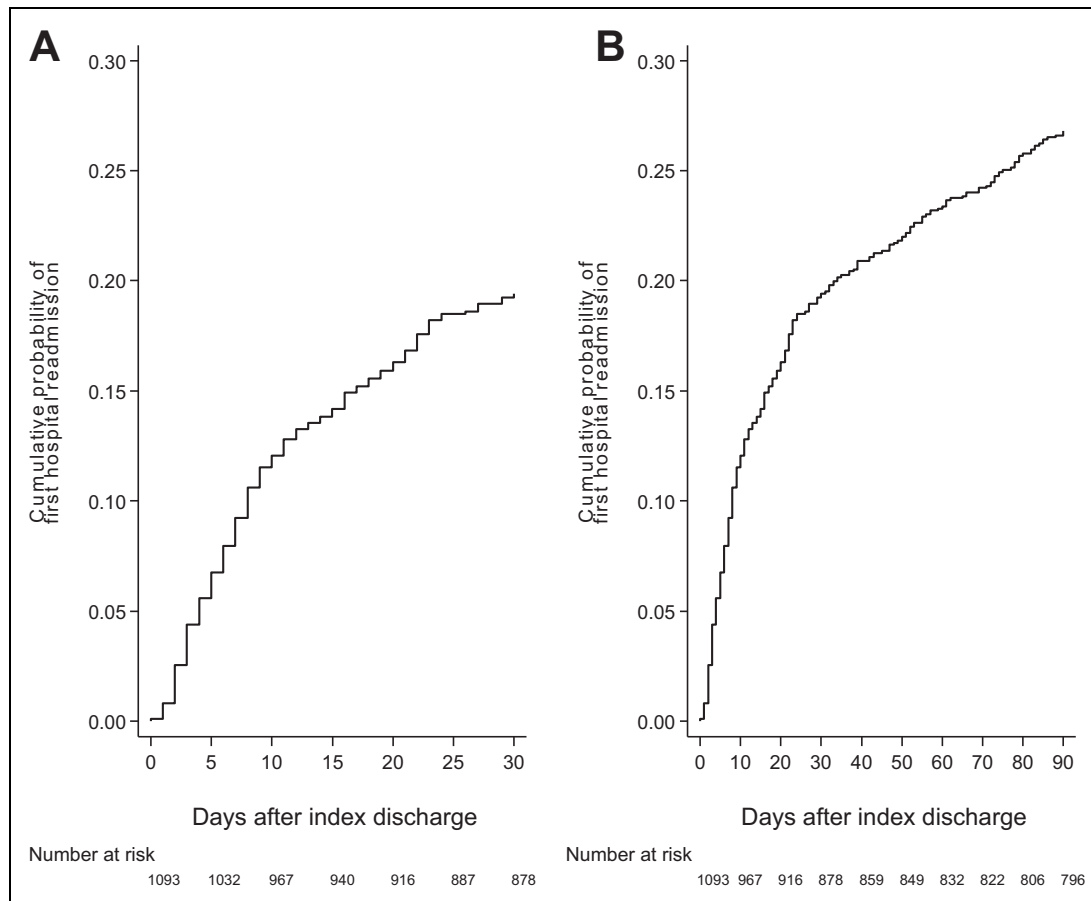 A
0.30
0.25
0.20
0.15
0.10
0.05
0.00
Cumulative probability of
first hospital readmission
0 5 10 15 20 25 30
Days after index discharge
Number at risk
1093 1032 967 940 916 887 878
B
0.30
0.25
0.20
0.15
0.10
0.05
0.00
Cumulative probability of
first hospital readmission
0 10 20 30 40 50 60 70 80 90
Days after index discharge
Number at risk
1093 967 916 878 859 849 832 822 806 796